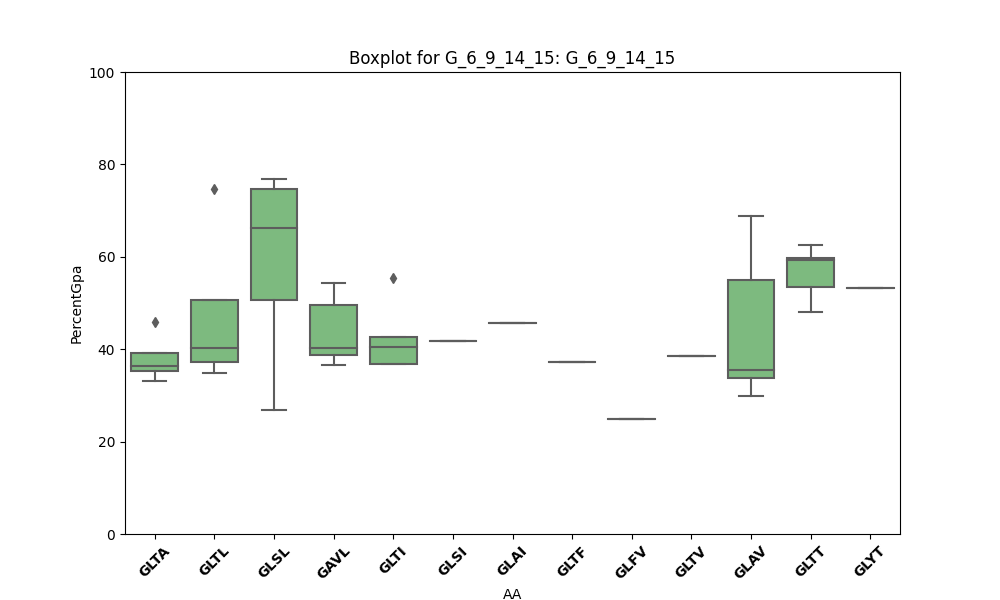 Boxplot for G_6_9_14_15: G_6_9_14_15
100
80
60
40
20
0
PercentGpa
GLTA
GLTL
GLSL
GAVL
GLTI
GLSI
GLAI
GLTF
GLFV
GLTV
GLAV
GLTT
GLYT
AA